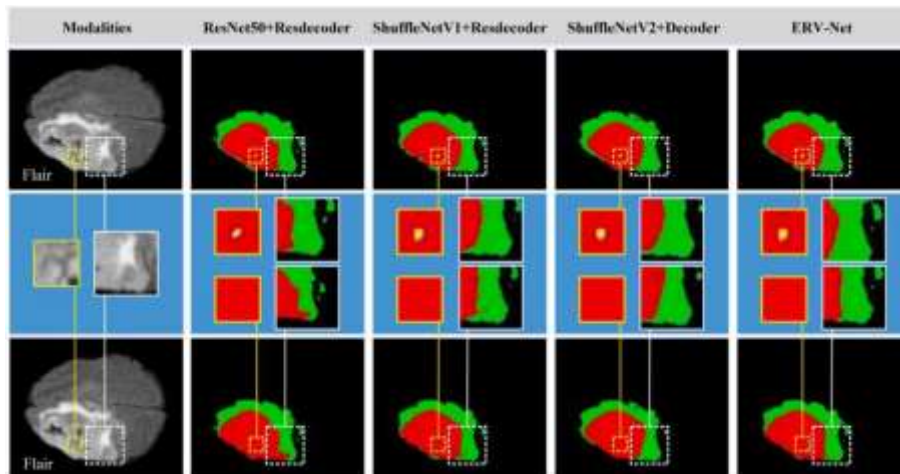 Modalities
ResNet50+Resdecoder
ShuffleNetV1+Resdecoder
ShuffleNetV2+Decoder
ERV-Net
Flair
Flair